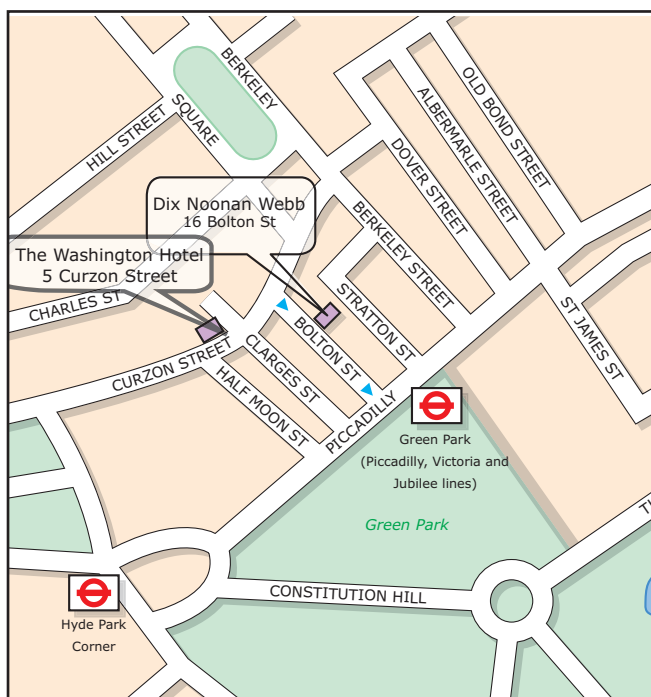 BERKELEY
SQUARE
HILL STREET
OLD BOND STREET
ALBERMARLE STREET
DOVER STREET
BERKELEY STREET
Dix Noonan Webb
16 Bolton St
The Washington Hotel
5 Curzon Street
CHARLES ST
STRATTON ST
BOLTON ST
ST JAMES ST
CURZON STREET
CLARGES ST
HALF MOON ST
PICCADILLY
Green Park
(Piccadilly, Victoria and
Jubilee lines)
Green Park
CONSTITUTION HILL
Hyde Park
Corner